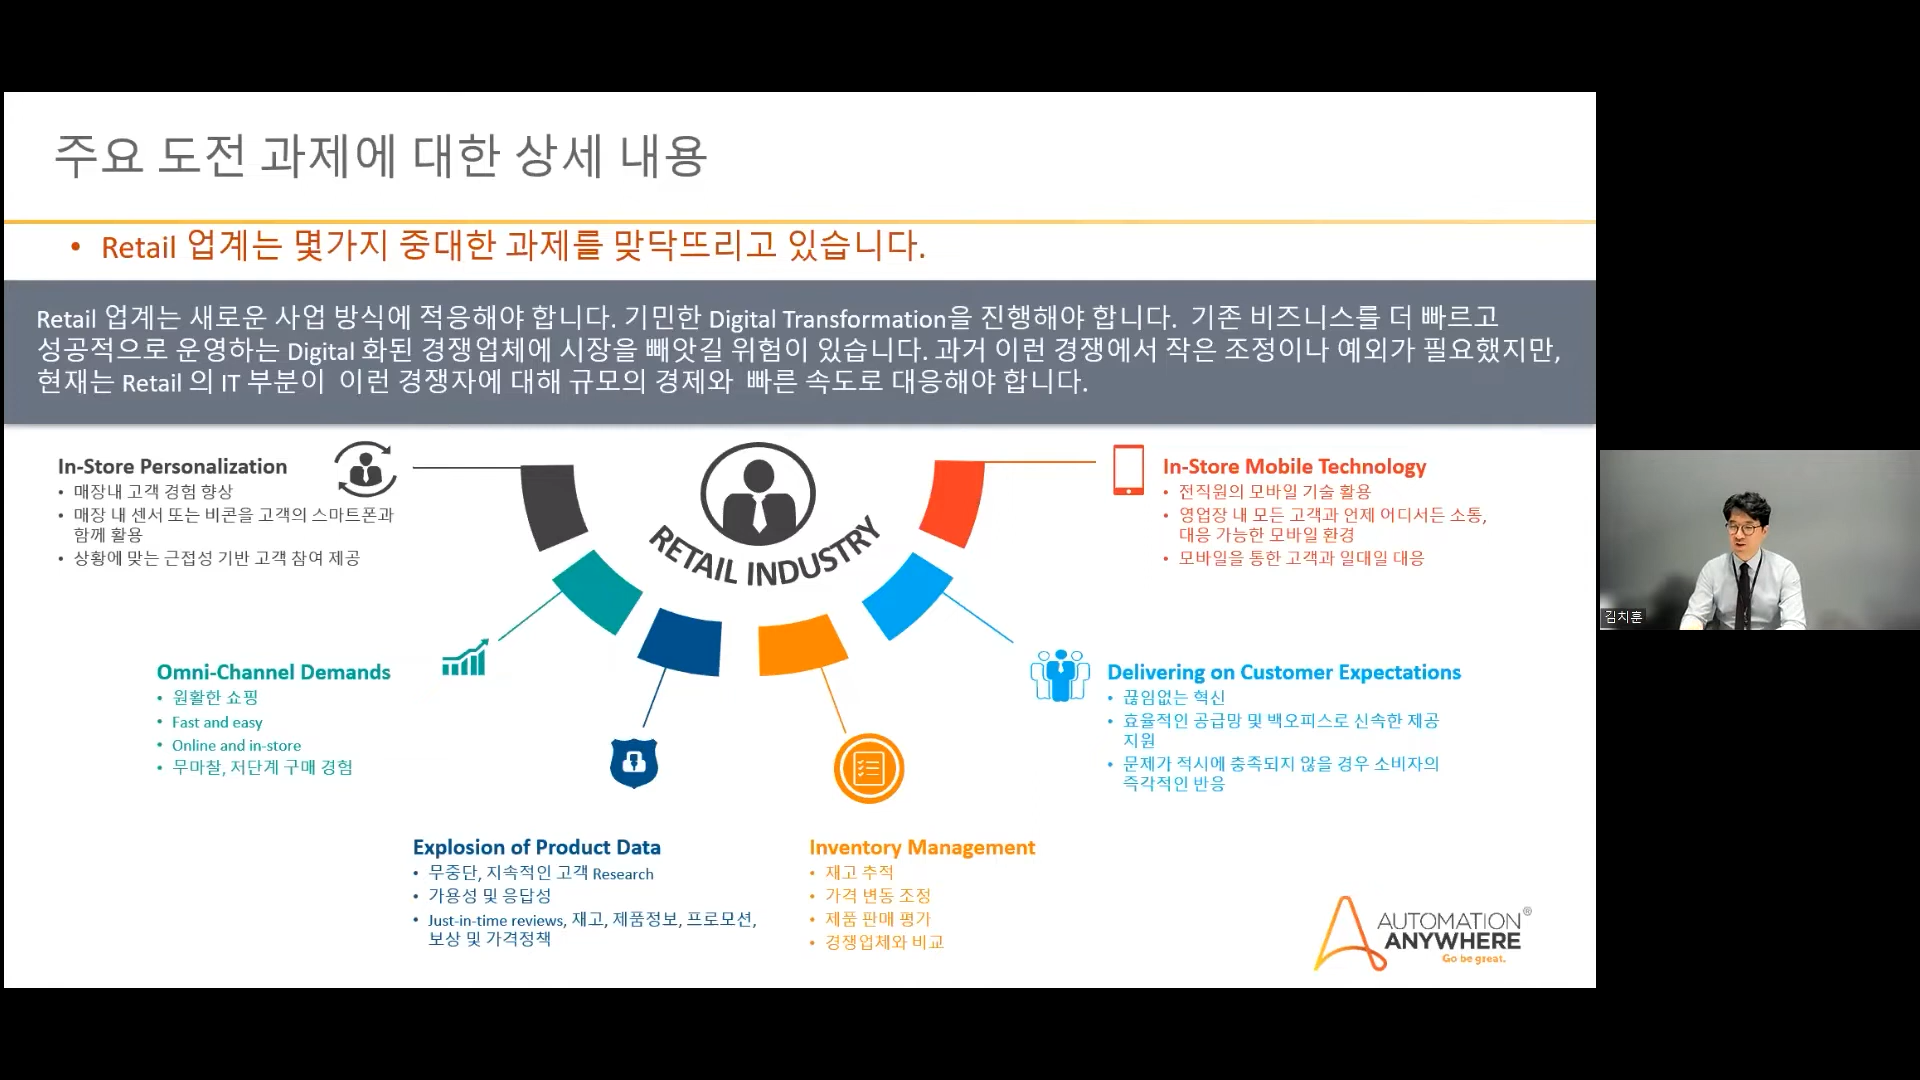 주요 도전 과제에 대한 상세 내용
• Retail 업계는 몇가지 중대한 과제를 맞닥뜨리고 있습니다.
Retail 업계는 새로운 사업 방식에 적응해야 합니다. 기민한 Digital Transformation을 진행해야 합니다. 기존 비즈니스를 더 빠르고
성공적으로 운영하는 Digital 화된 경쟁업체에 시장을 빼앗길 위험이 있습니다. 과거 이런 경쟁에서 작은 조정이나 예외가 필요했지만,
현재는 Retail 의 IT 부분이 이런 경쟁자에 대해 규모의 경제와 빠른 속도로 대응해야 합니다.
In-Store Personalization
• 매장내 고객 경험 향상
• 매장 내 센서 또는 비콘을 고객의 스마트폰과
함께 활용
• 상황에 맞는 근접성 기반 고객 참여 제공
RETAIL INDUSTRY
In-Store Mobile Technology
• 전직원의 모바일 기술 활용
• 영업장 내 모든 고객과 언제 어디서든 소통,
대응 가능한 모바일 환경
• 모바일을 통한 고객과 일대일 대응
김치훈
Omni-Channel Demands
• 원활한 쇼핑
• Fast and easy
• Online and in-store
• 무마찰, 저단계 구매 경험
Delivering on Customer Expectations
• 끊임없는 혁신
• 효율적인 공급망 및 백오피스로 신속한 제공
지원
• 문제가 적시에 충족되지 않을 경우 소비자의
즉각적인 반응
Explosion of Product Data
• 무중단, 지속적인 고객 Research
• 가용성 및 응답성
• Just-in-time reviews, 재고, 제품정보, 프로모션,
보상 및 가격정책
Inventory Management
• 재고 추적
• 가격 변동 조정
• 제품 판매 평가
• 경쟁업체와 비교
AUTOMATION®
ANYWHERE
Go be great.